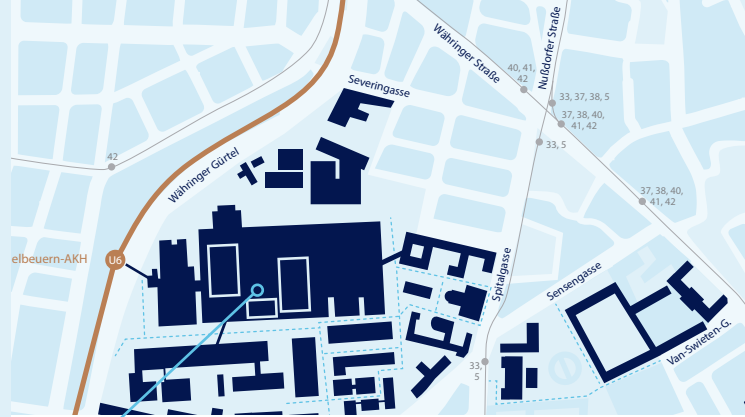 Währinger Straße
Nußdorfer Straße
40, 41,
42
Severingasse
33, 37, 38, 5
37, 38, 40,
41, 42
33, 5
42
Währinger Gürtel
37, 38, 40,
41, 42
elbeuern-AKH
U6
Spitalgasse
Sensengasse
Van-Swieten-G.
33,
5